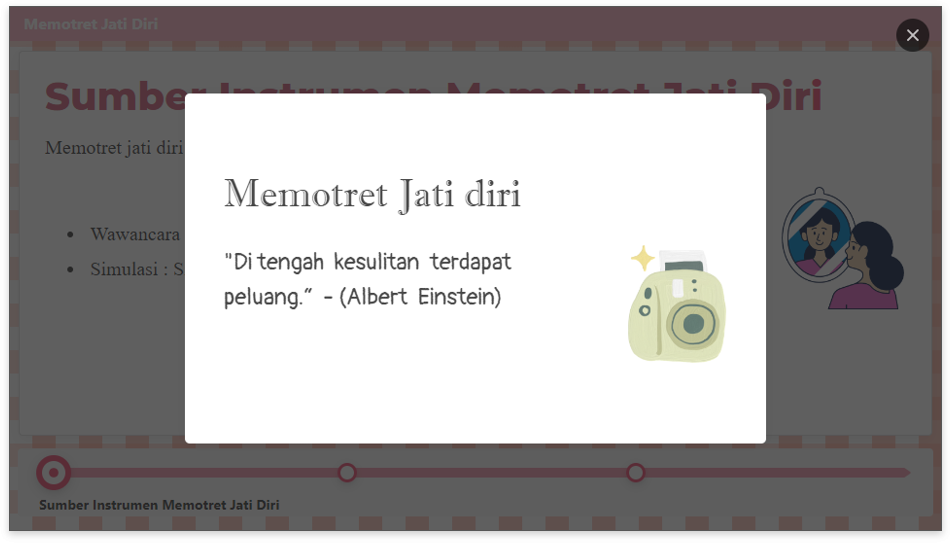 Memotret Jati Diri
Sumber Instrumen Memotret Jati Diri
Memotret jati diri
Memotret Jati diri
Wawancara
"Di tengah kesulitan terdapat
Simulasi : S
peluang.” - (Albert Einstein)
Sumber Instrumen Memotret Jati Diri